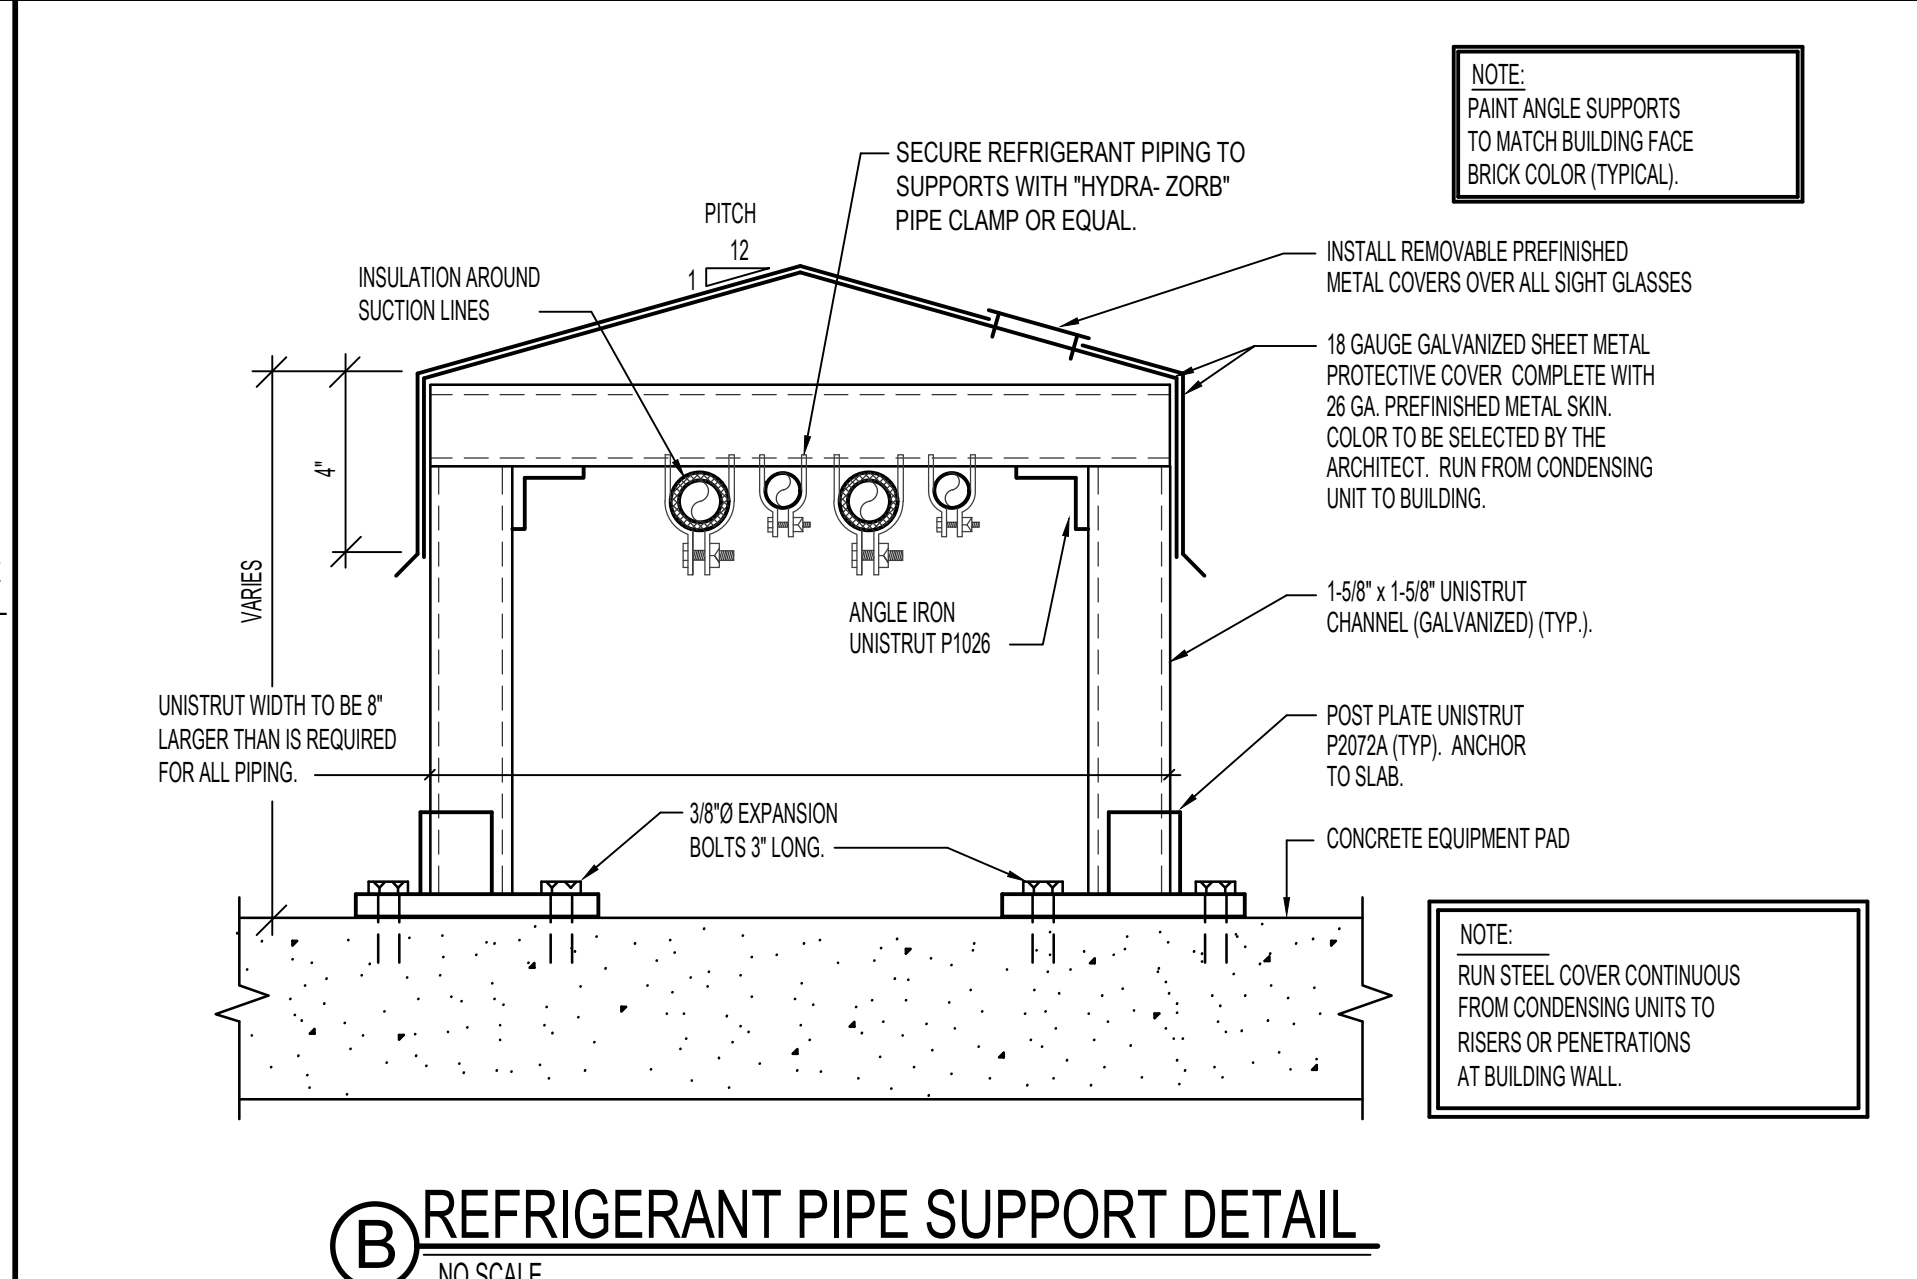 NOTE:
PAINT ANGLE SUPPORTS
TO MATCH BUILDING FACE
BRICK COLOR (TYPICAL).
SECURE REFRIGERANT PIPING TO
SUPPORTS WITH "HYDRA- ZORB"
PIPE CLAMP OR EQUAL.
PITCH
12
1
INSULATION AROUND
SUCTION LINES
INSTALL REMOVABLE PREFINISHED
METAL COVERS OVER ALL SIGHT GLASSES
18 GAUGE GALVANIZED SHEET METAL
PROTECTIVE COVER COMPLETE WITH
26 GA. PREFINISHED METAL SKIN.
COLOR TO BE SELECTED BY THE
ARCHITECT. RUN FROM CONDENSING
UNIT TO BUILDING.
4"
VARIES
ANGLE IRON
UNISTRUT P1026
1-5/8" x 1-5/8" UNISTRUT
CHANNEL (GALVANIZED) (TYP.).
UNISTRUT WIDTH TO BE 8"
LARGER THAN IS REQUIRED
FOR ALL PIPING.
POST PLATE UNISTRUT
P2072A (TYP). ANCHOR
TO SLAB.
3/8"Ø EXPANSION
BOLTS 3" LONG.
CONCRETE EQUIPMENT PAD
NOTE:
RUN STEEL COVER CONTINUOUS
FROM CONDENSING UNITS TO
RISERS OR PENETRATIONS
AT BUILDING WALL.
B
REFRIGERANT PIPE SUPPORT DETAIL
NO SCALE